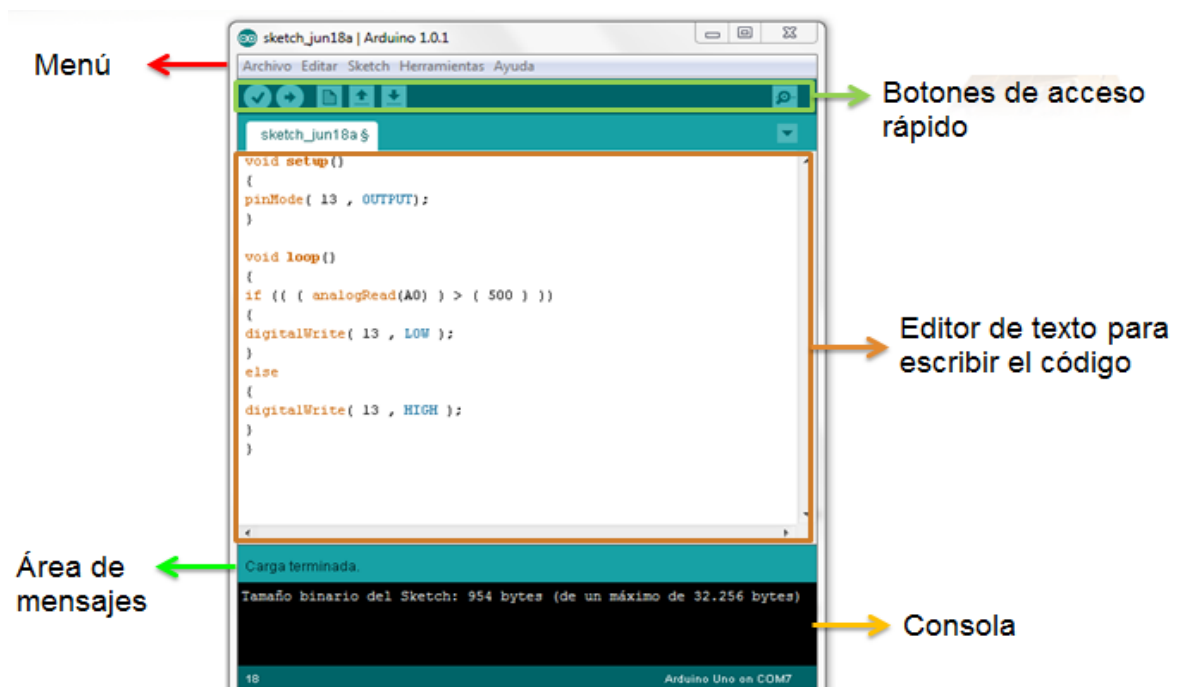 sketch_jun18a | Arduino 1.0.1
Menú
Archivo Editar Sketch Herramientas Ayuda
Botones de acceso
rápido
sketch_jun18a §
void setup()
{
pinMode( 13 , OUTPUT);
}
void loop()
{
if (( ( analogRead(A0) ) > ( 500 ) ))
{
digitalWrite( 13 , LOW );
}
else
{
digitalWrite( 13 , HIGH );
}
}
Editor de texto para
escribir el código
Área de
mensajes
Carga terminada.
Tamaño binario del Sketch: 954 bytes (de un máximo de 32.256 bytes)
Consola
18
Arduino Uno on COM7